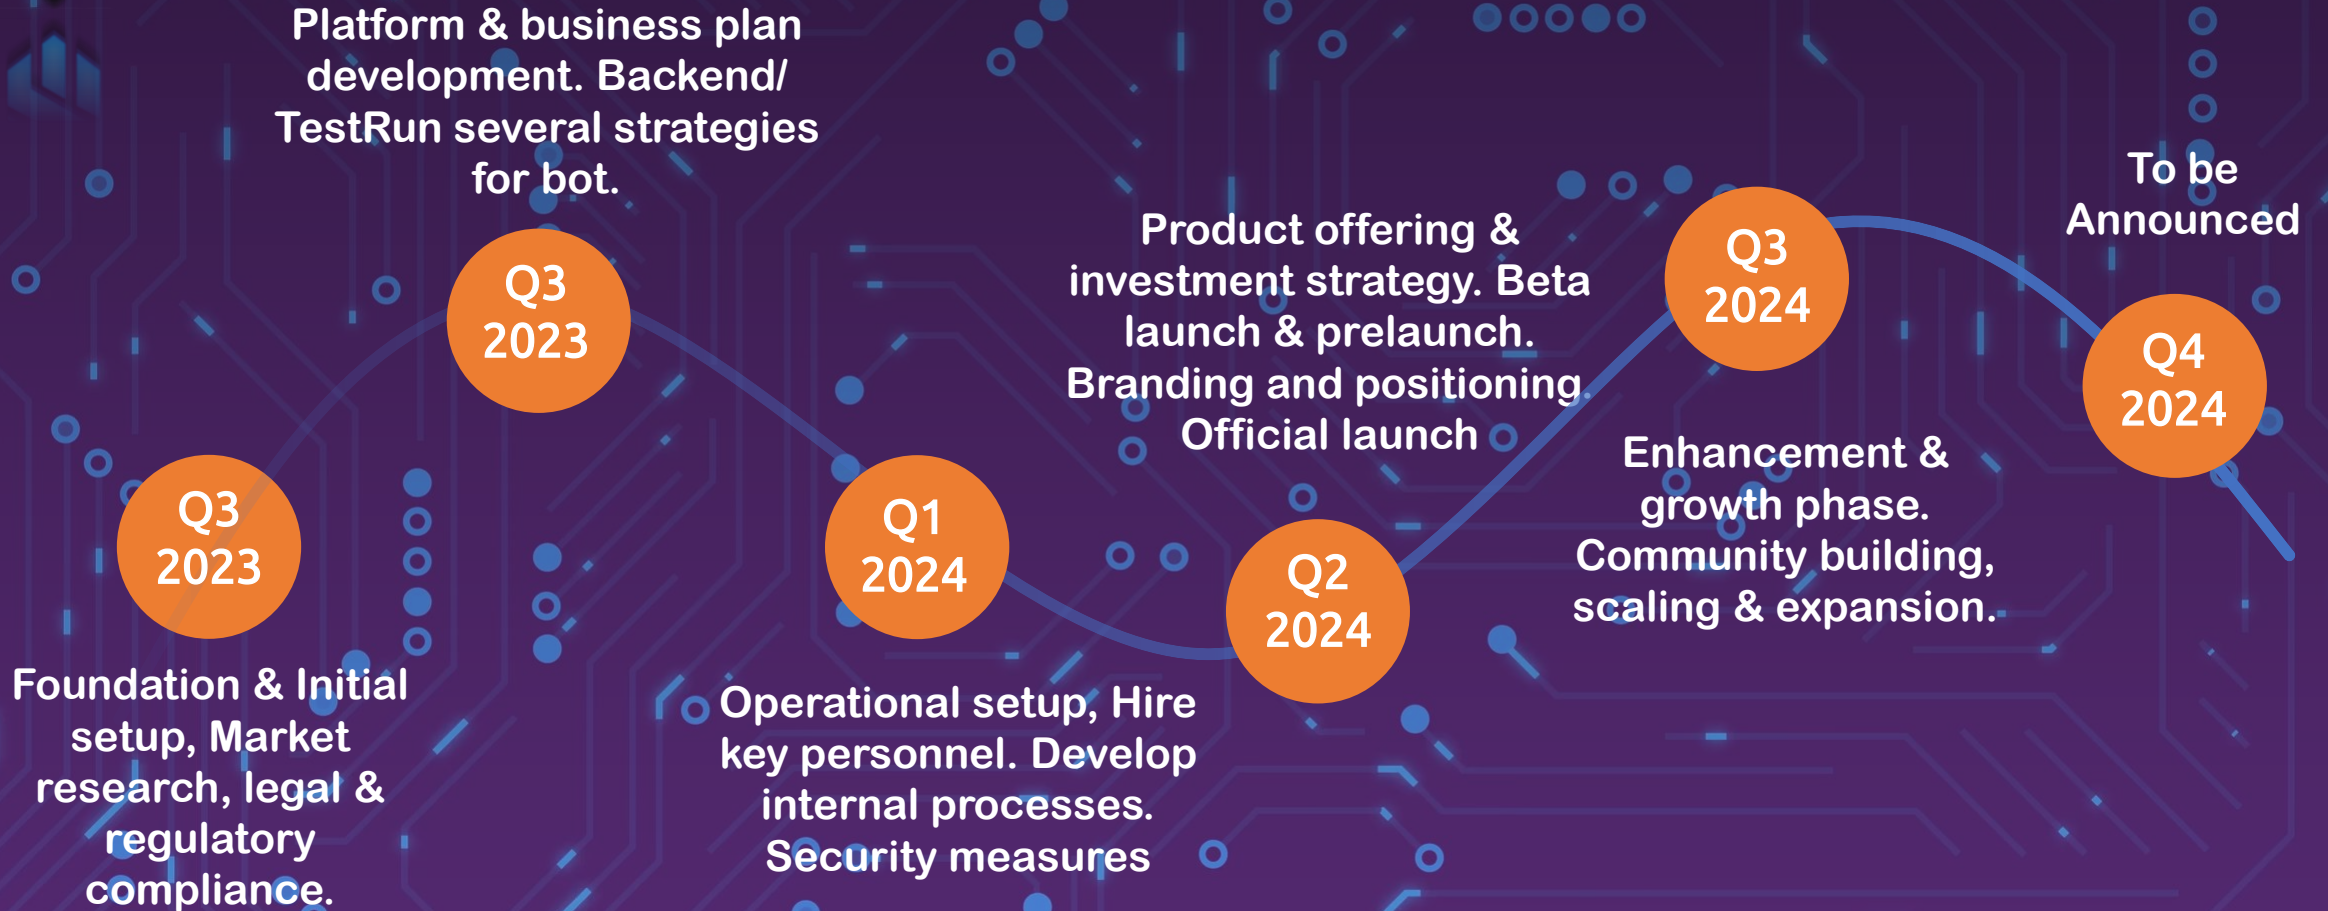 Platform & business plan
development. Backend/
TestRun several strategies
for bot.
Q3
2023
Foundation & Initial
setup, Market
research, legal &
regulatory
compliance.
Q3
2023
Q1
2024
Operational setup, Hire
key personnel. Develop
internal processes.
Security measures
Product offering &
investment strategy. Beta
launch & prelaunch.
Branding and positioning.
Official launch
Q2
2024
Q3
2024
Enhancement &
growth phase.
Community building,
scaling & expansion.
To be
Announced
Q4
2024